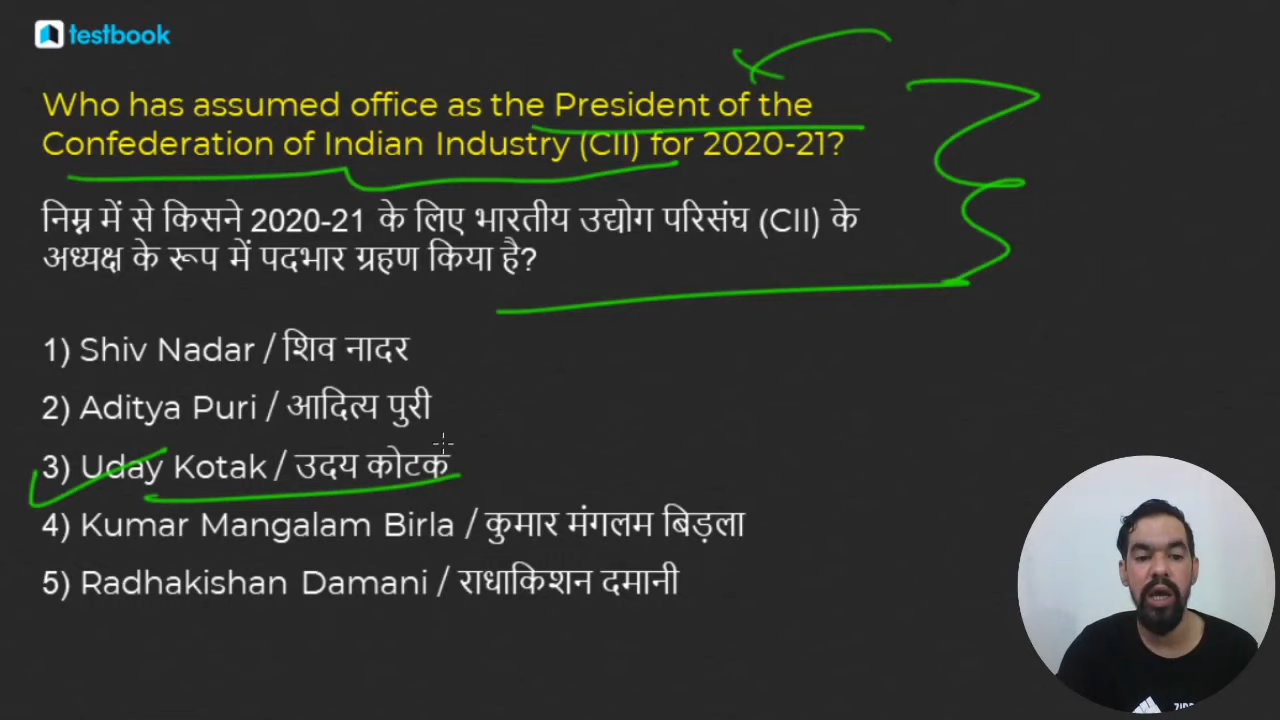 testbook
Who has assumed office as the President of the
Confederation of Indian Industry (CII) for 2020-21?
निम्न में से किसने 2020-21 के लिए भारतीय उद्योग परिसंघ (CII) के
अध्यक्ष के रूप में पदभार ग्रहण किया है?
1) Shiv Nadar / शिव नादर
2) Aditya Puri / आदित्य पुरी
3) Uday Kotak / उदय कोटक
4) Kumar Mangalam Birla / कुमार मंगलम बिड़ला
5) Radhakishan Damani / राधाकिशन दमानी